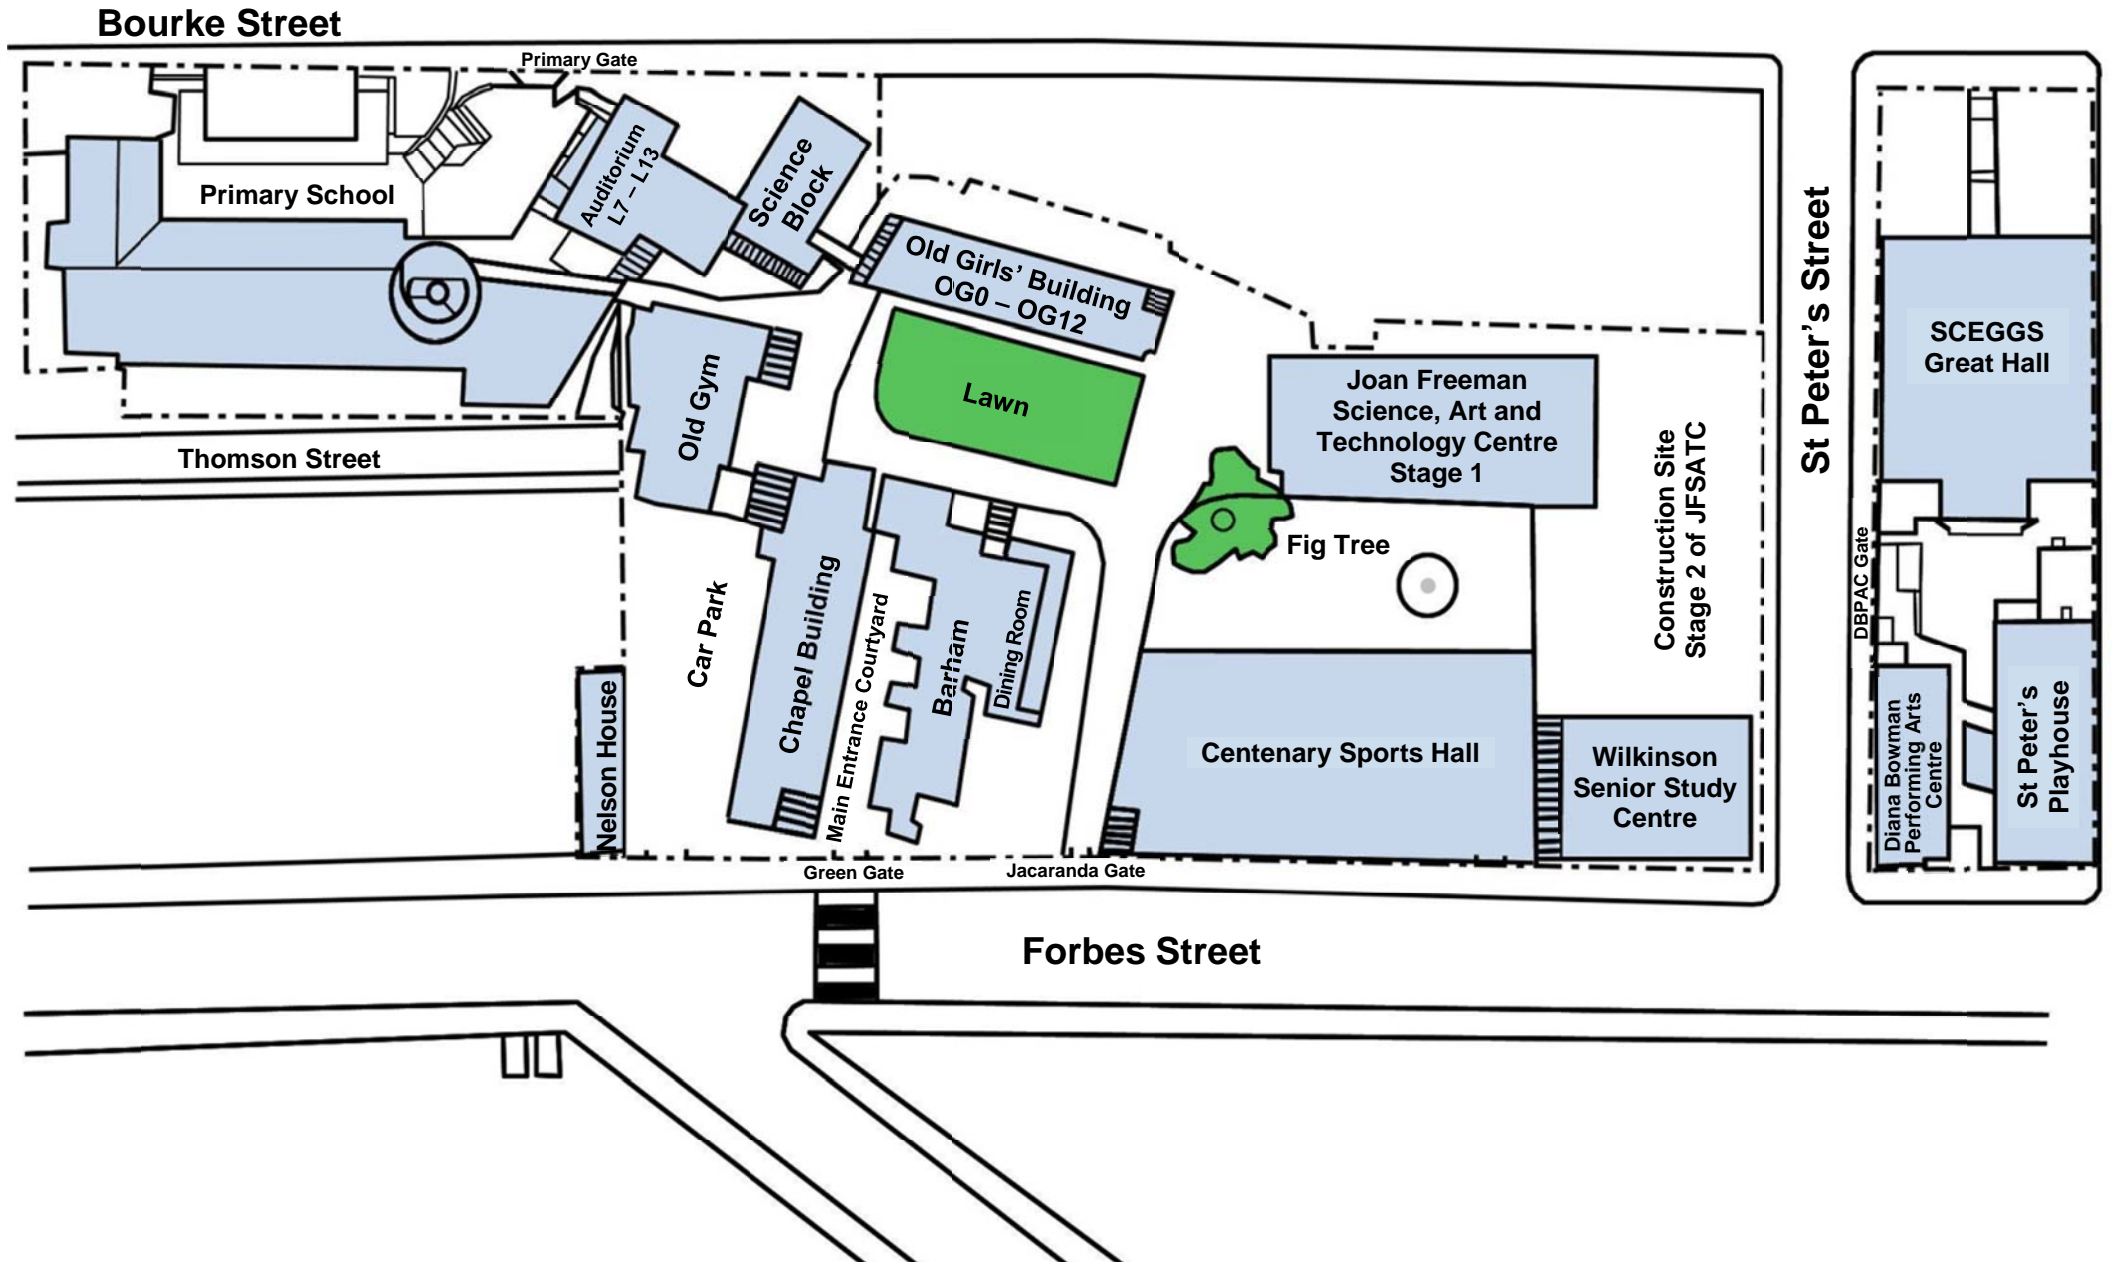 Bourke Street
Primary Gate
Primary School
Auditorium
L7 – L13
Science
Block
Old Girls' Building
OG0 – OG12
Lawn
Old Gym
Thomson Street
Joan Freeman
Science, Art and
Technology Centre
Stage 1
Fig Tree
Construction Site
Stage 2 of JFSATC
St Peter's Street
SCEGGS
Great Hall
DBPAC Gate
Car Park
Chapel Building
Main Entrance Courtyard
Barham
Dining Room
Nelson House
Centenary Sports Hall
Wilkinson
Senior Study
Centre
Diana Bowman
Performing Arts
Centre
St Peter's
Playhouse
Green Gate
Jacaranda Gate
Forbes Street